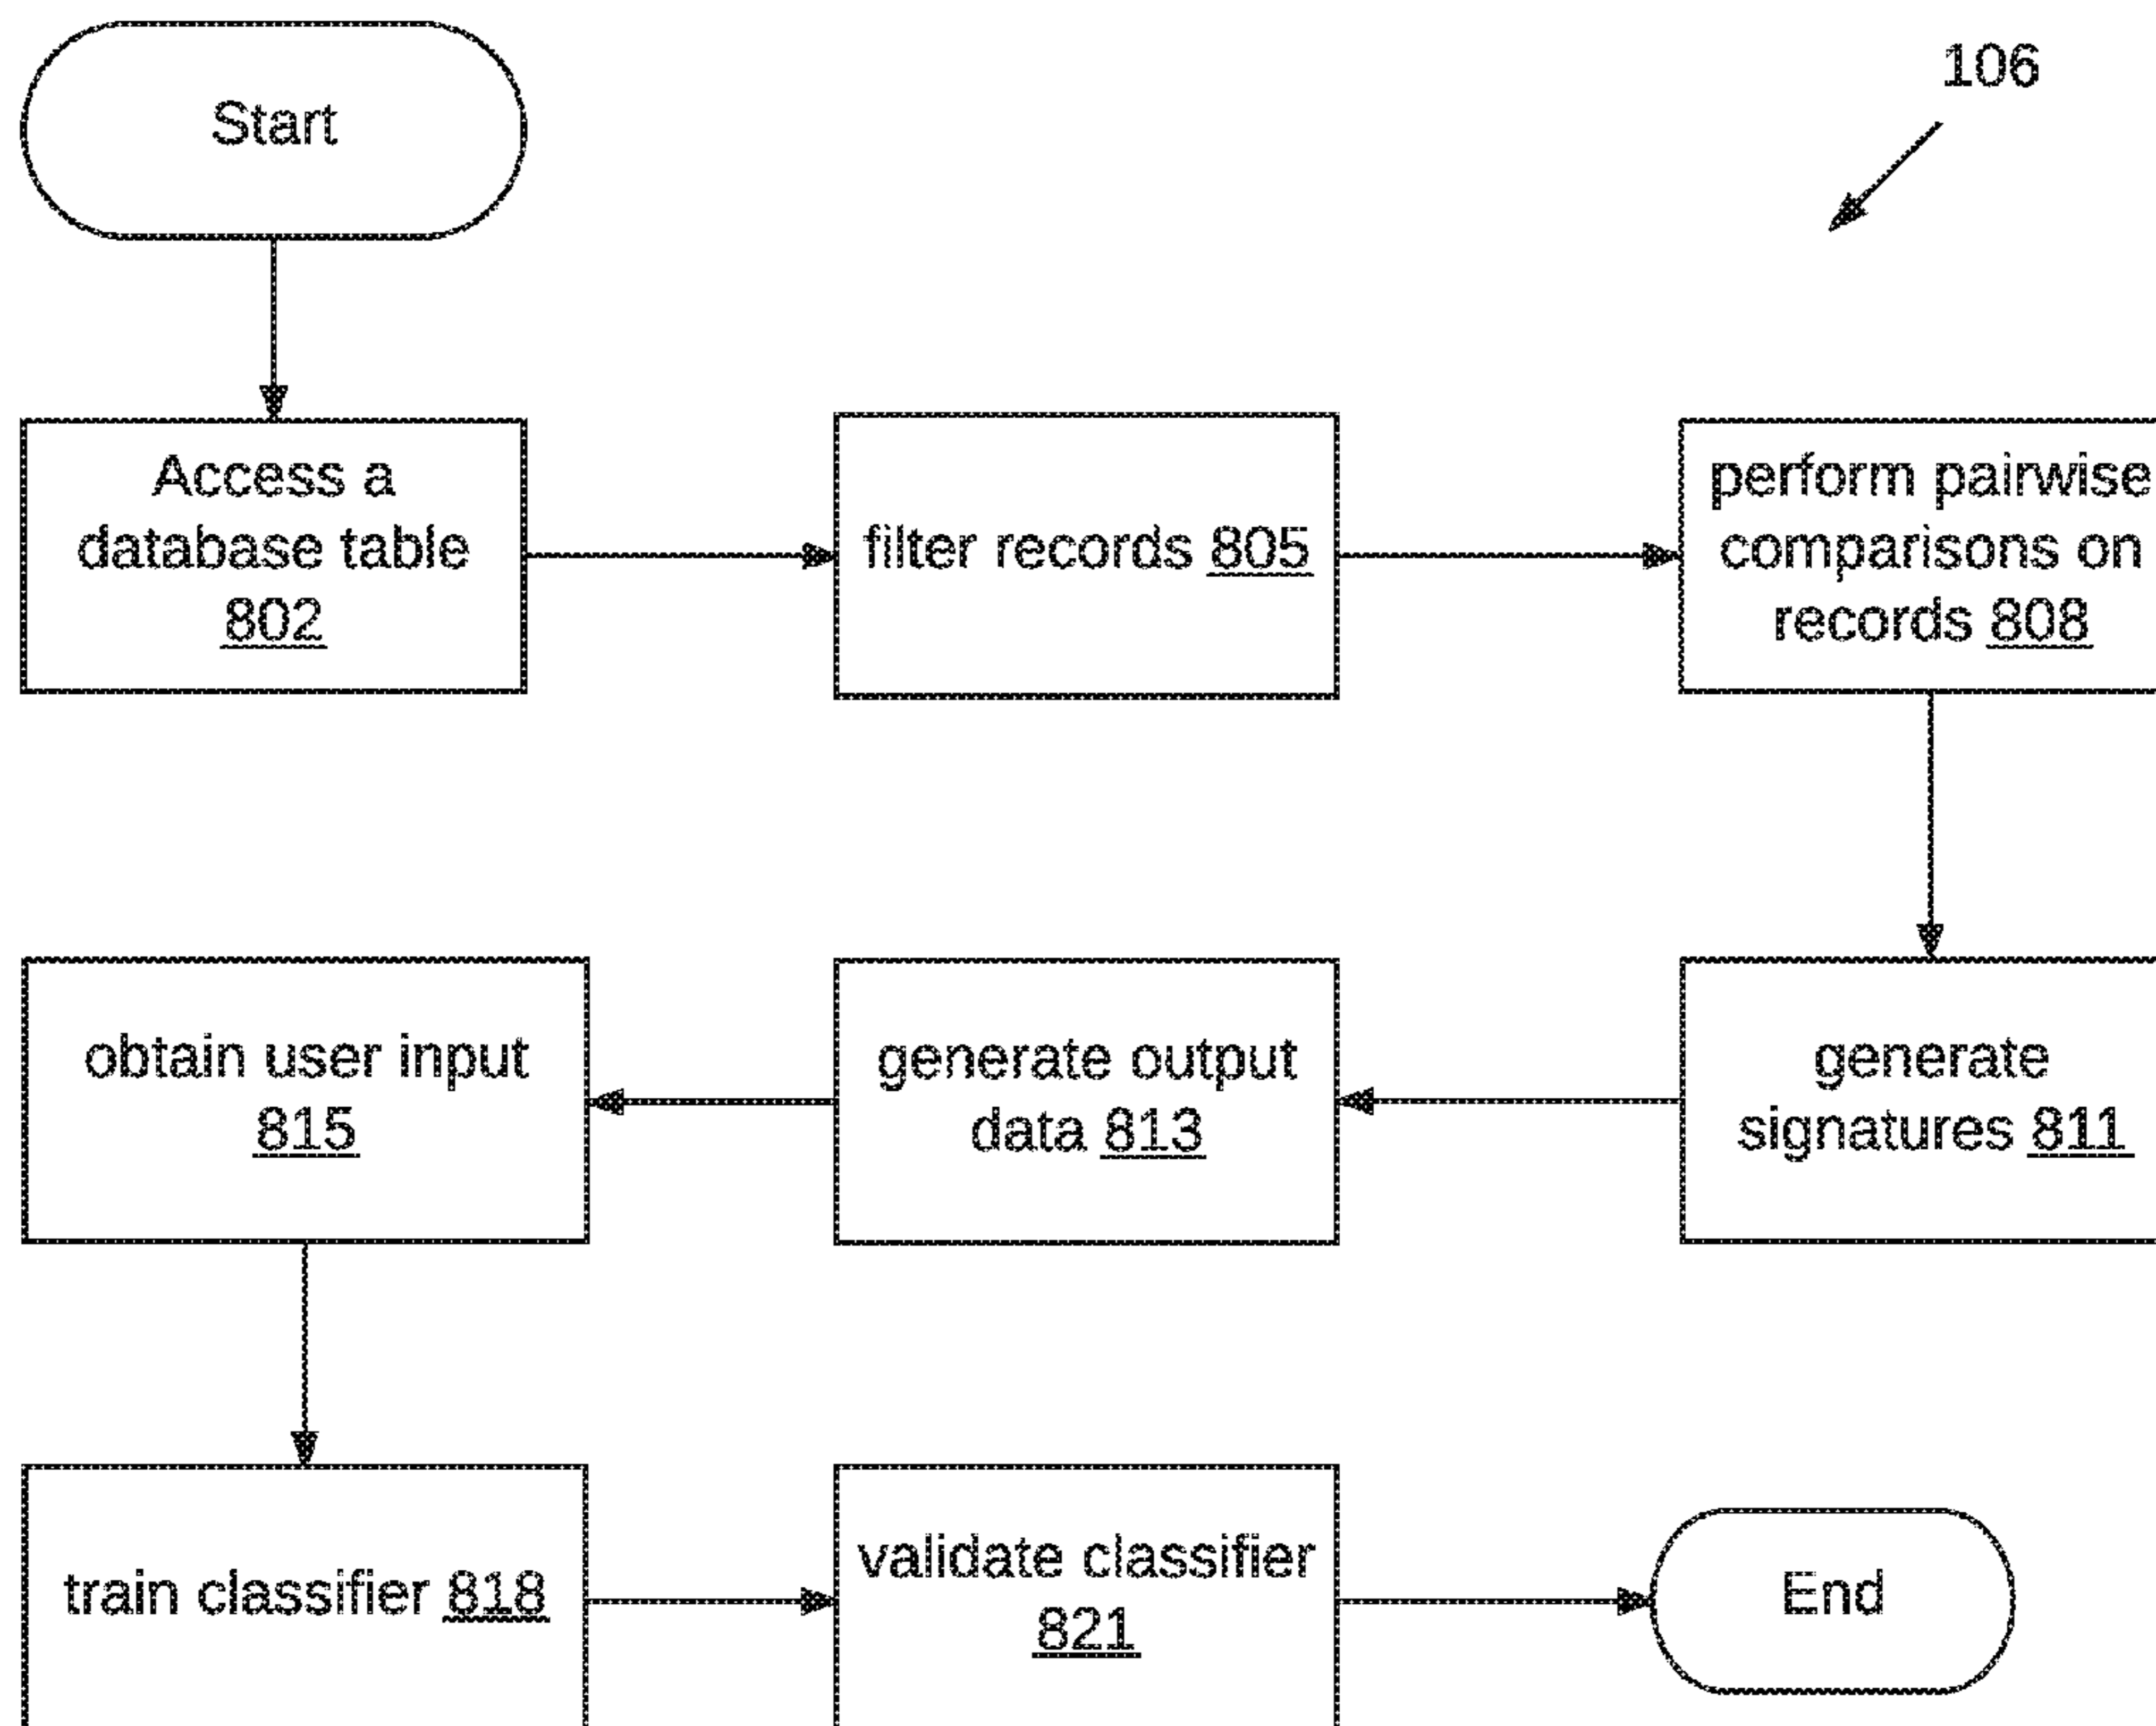 Start
106
Access a
database table
802
filter records 805
perform pairwise
comparisons on
records 808
generate
signatures 811
generate output
data 813
obtain user input
815
train classifier 818
validate classifier
821
End